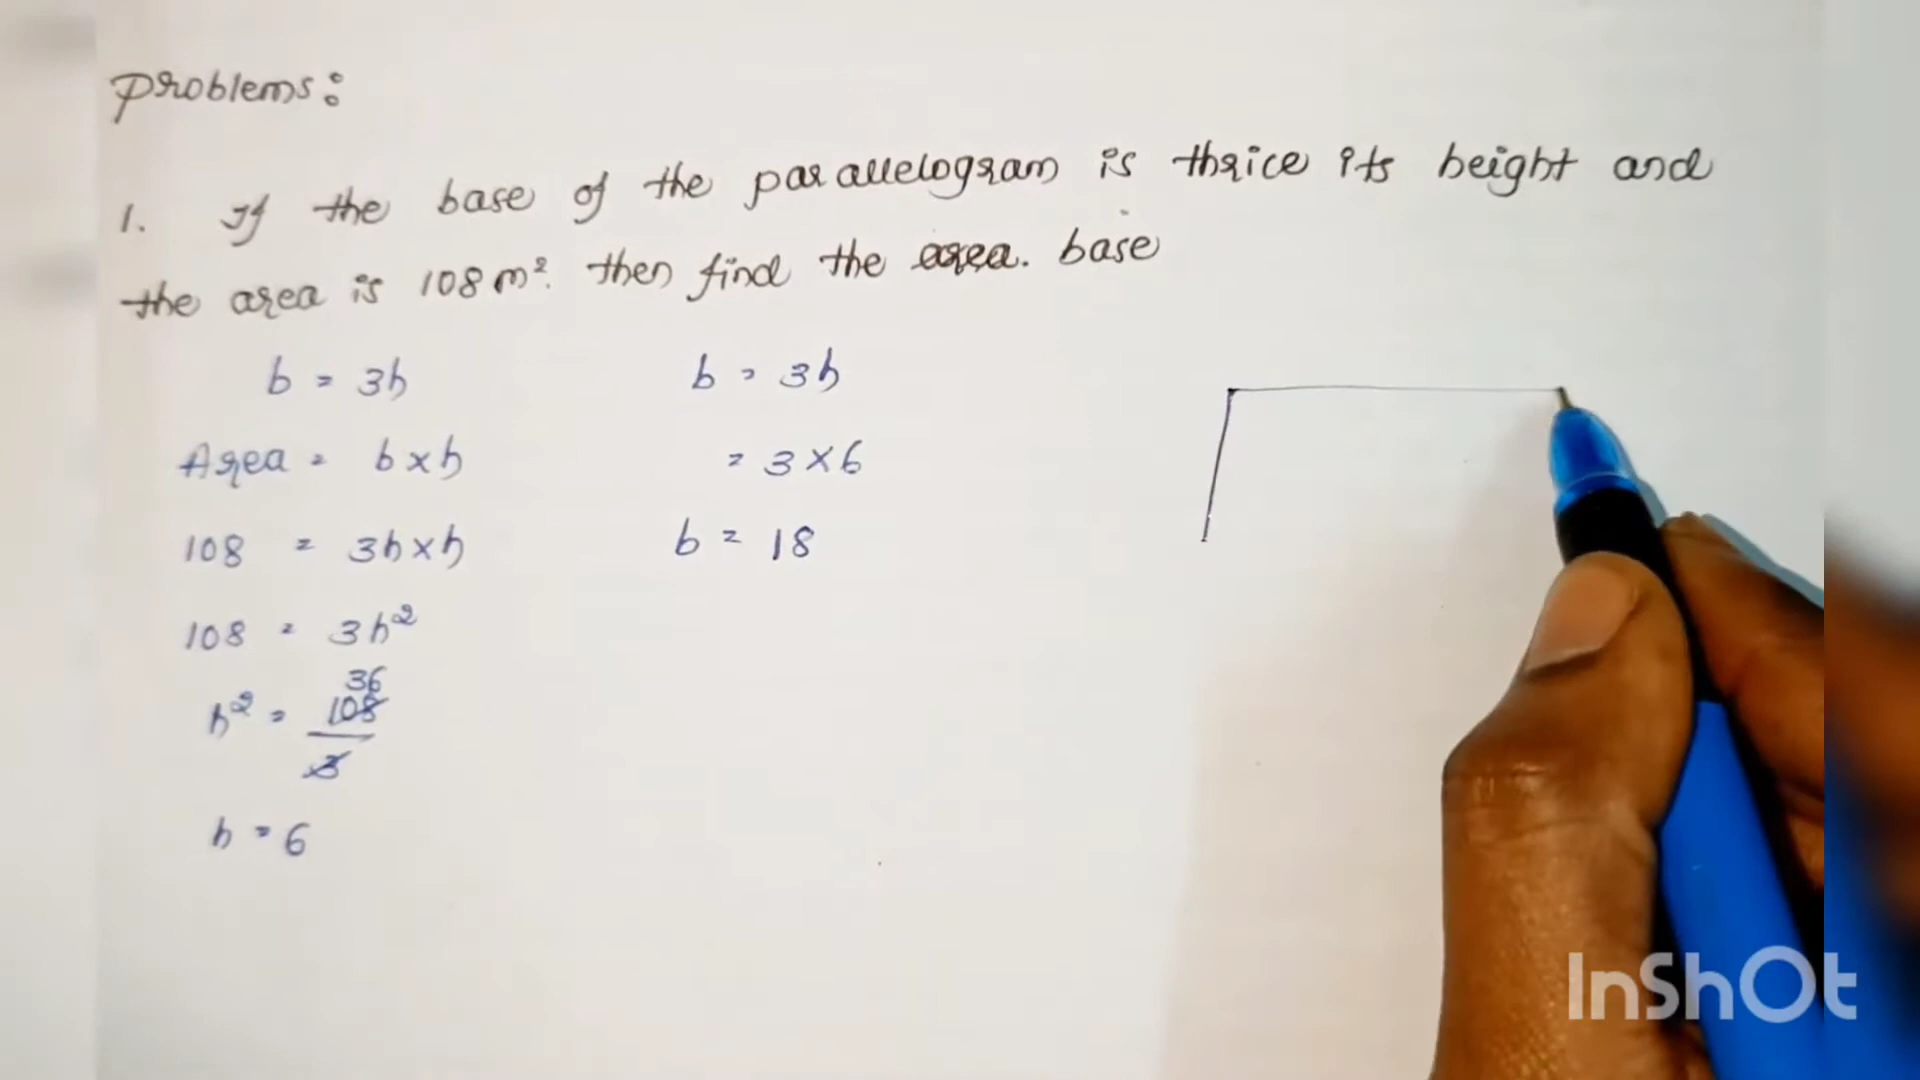 Problems:
1. If the base of the parallelogram is thrice its height and
the area is 108 m². then find the area. base
b = 3h
Area = b×h
108 = 3h×h
108 = 3h²
36
h² = 108
3
h = 6
b = 3h
= 3×6
b = 18
InShOt